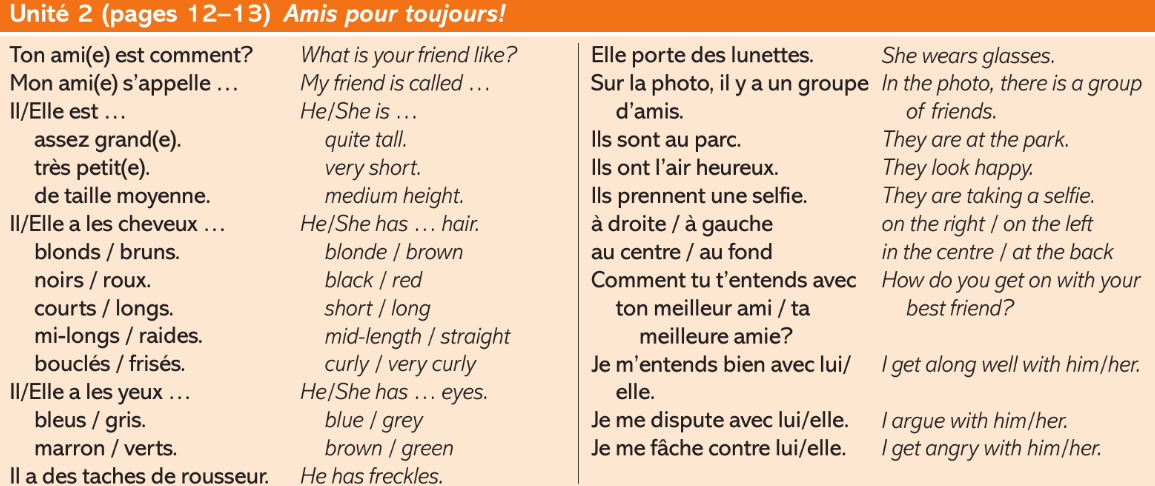 Unité 2 (pages 12–13) Amis pour toujours!
Ton ami(e) est comment? What is your friend like?
Mon ami(e) s’appelle … My friend is called …
Il/Elle est … He/She is …
assez grand(e). quite tall.
très petit(e). very short.
de taille moyenne. medium height.
Il/Elle a les cheveux … He/She has … hair.
blonds / bruns. blonde / brown
noirs / roux. black / red
courts / longs. short / long
mi-longs / raides. mid-length / straight
bouclés / frisés. curly / very curly
Il/Elle a les yeux … He/She has … eyes.
bleus / gris. blue / grey
marron / verts. brown / green
Il a des taches de rousseur. He has freckles.
Elle porte des lunettes. She wears glasses.
Sur la photo, il y a un groupe In the photo, there is a group
d’amis. of friends.
Ils sont au parc. They are at the park.
Ils ont l’air heureux. They look happy.
Ils prennent une selfie. They are taking a selfie.
à droite / à gauche on the right / on the left
au centre / au fond in the centre / at the back
Comment tu t’entends avec How do you get on with your
ton meilleur ami / ta best friend?
meilleure amie?
Je m’entends bien avec lui/ I get along well with him/her.
elle.
Je me dispute avec lui/elle. I argue with him/her.
Je me fâche contre lui/elle. I get angry with him/her.